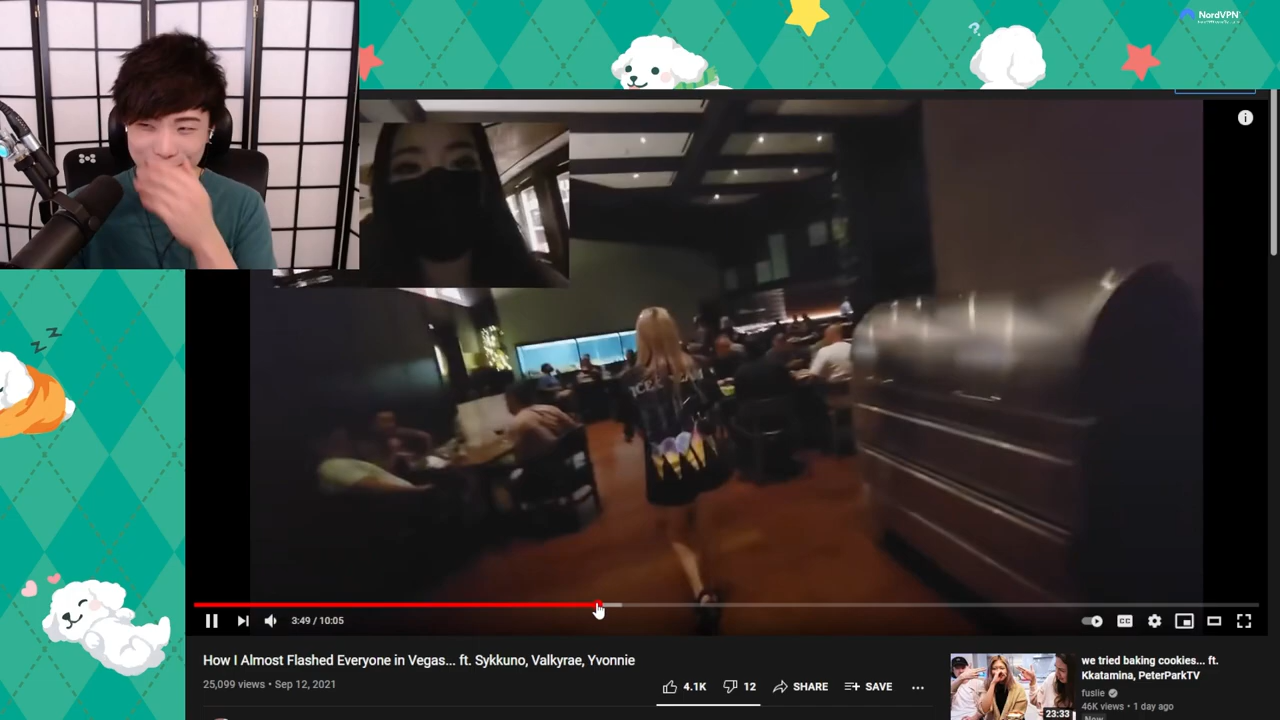 NordVPN
?
z z
3:49 / 10:05
CC
How I Almost Flashed Everyone in Vegas... ft. Sykkuno, Valkyrae, Yvonnie
25,099 views • Sep 12, 2021
4.1K
12
SHARE
SAVE
23:33
we tried baking cookies... ft.
Kkatamina, PeterParkTV
fuslie
46K views • 1 day ago
New